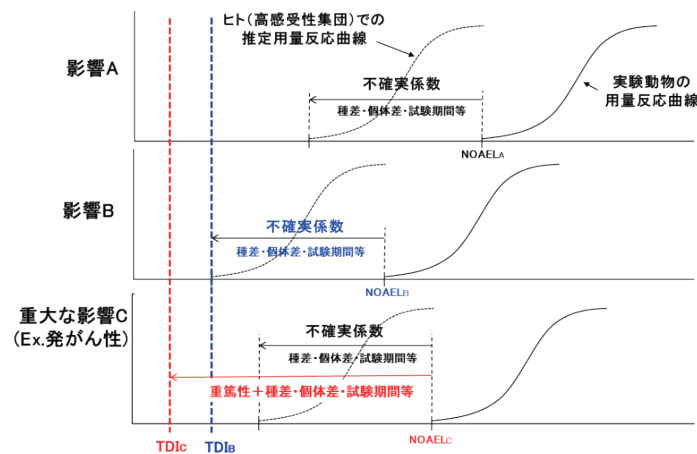 ヒト(高感受性集団)での
推定用量反応曲線
影響A
不確実係数
種差・個体差・試験期間等
実験動物の
用量反応曲線
NOAELA
影響B
不確実係数
種差・個体差・試験期間等
NOAELB
重大な影響C
(Ex.発がん性)
不確実係数
種差・個体差・試験期間等
重篤性+種差・個体差・試験期間等
TDIC
TDIB
NOAELC